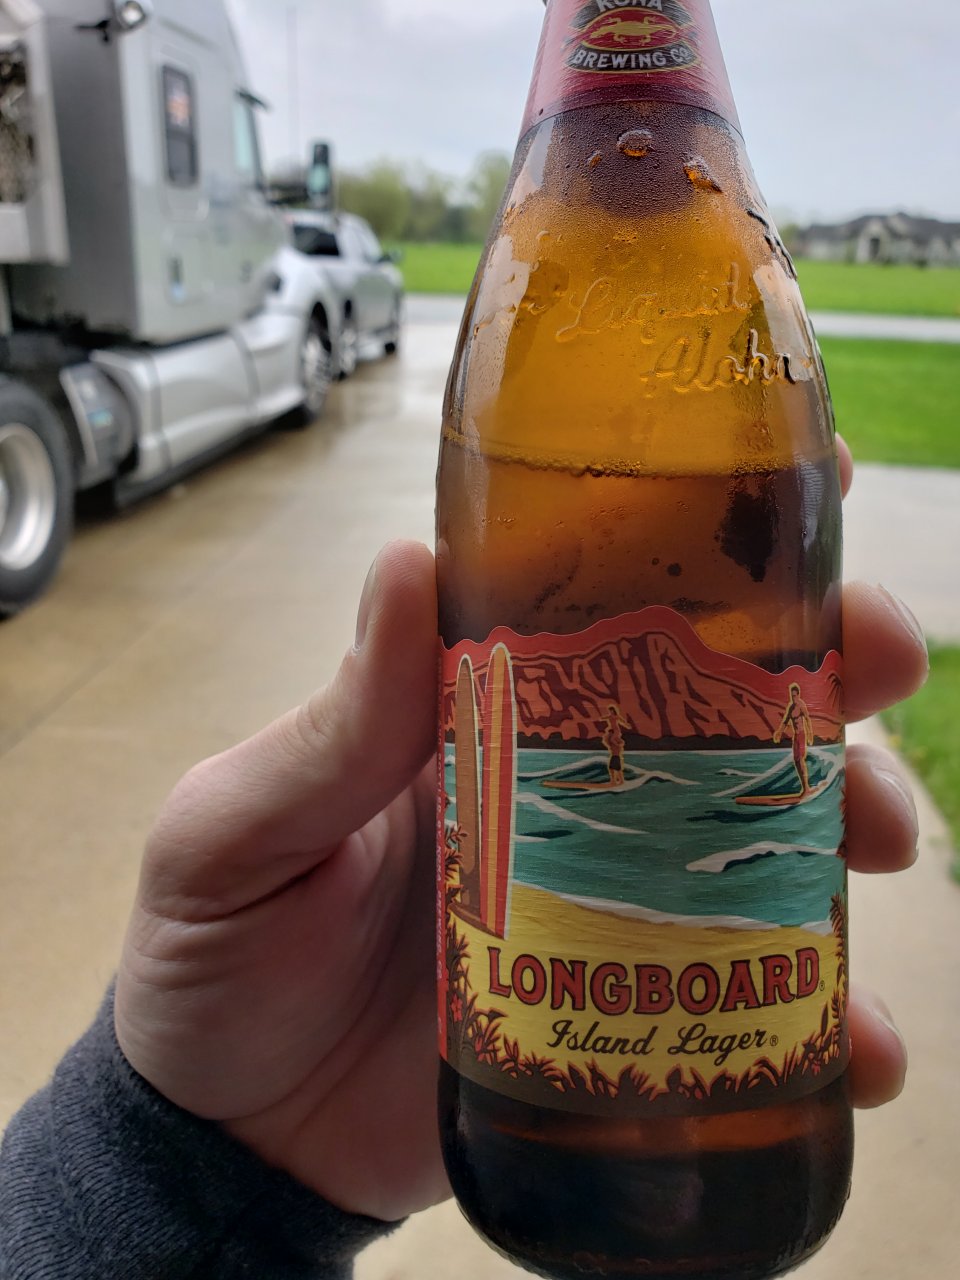 KONA
BREWING CO
Liquid
Aloha
LONGBOARD®
Island Lager®